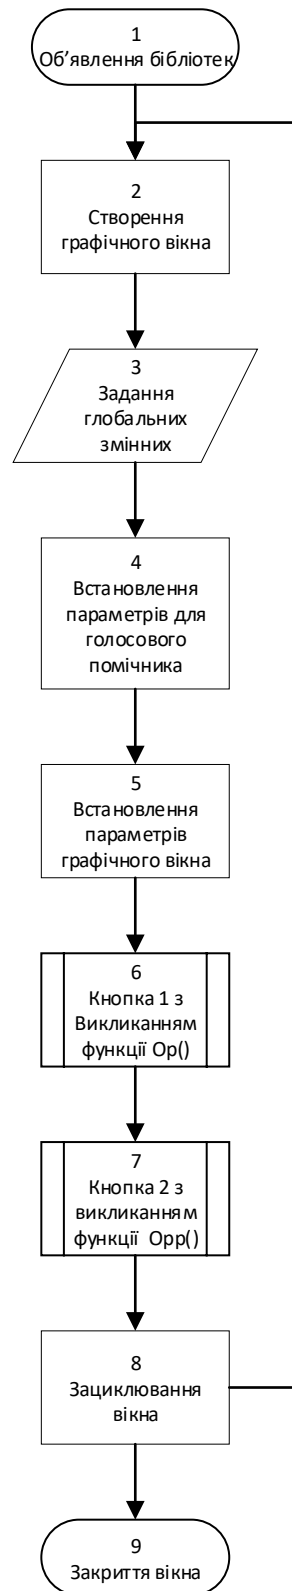 1
Об’явлення бібліотек
2
Створення
графічного вікна
3
Задання
глобальних
змінних
4
Встановлення
параметрів для
голосового
помічника
5
Встановлення
параметрів
графічного вікна
6
Кнопка 1 з
Викликанням
функції Op()
7
Кнопка 2 з
викликанням
функції Opp()
8
Зациклювання
вікна
9
Закриття вікна